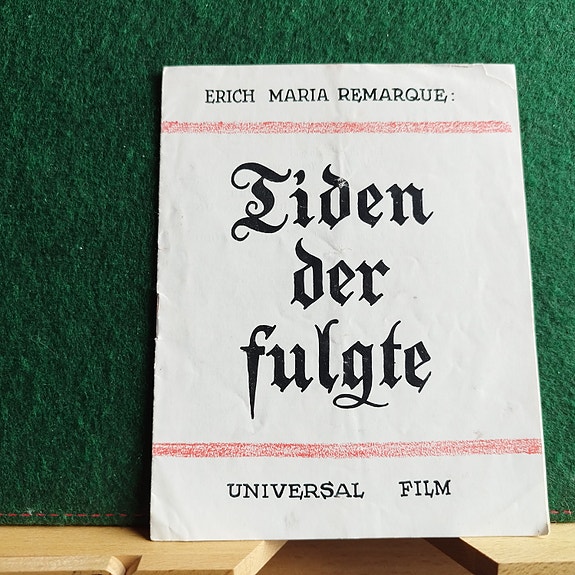 ERICH MARIA REMARQUE:
Tiden
der
fulgte
UNIVERSAL FILM